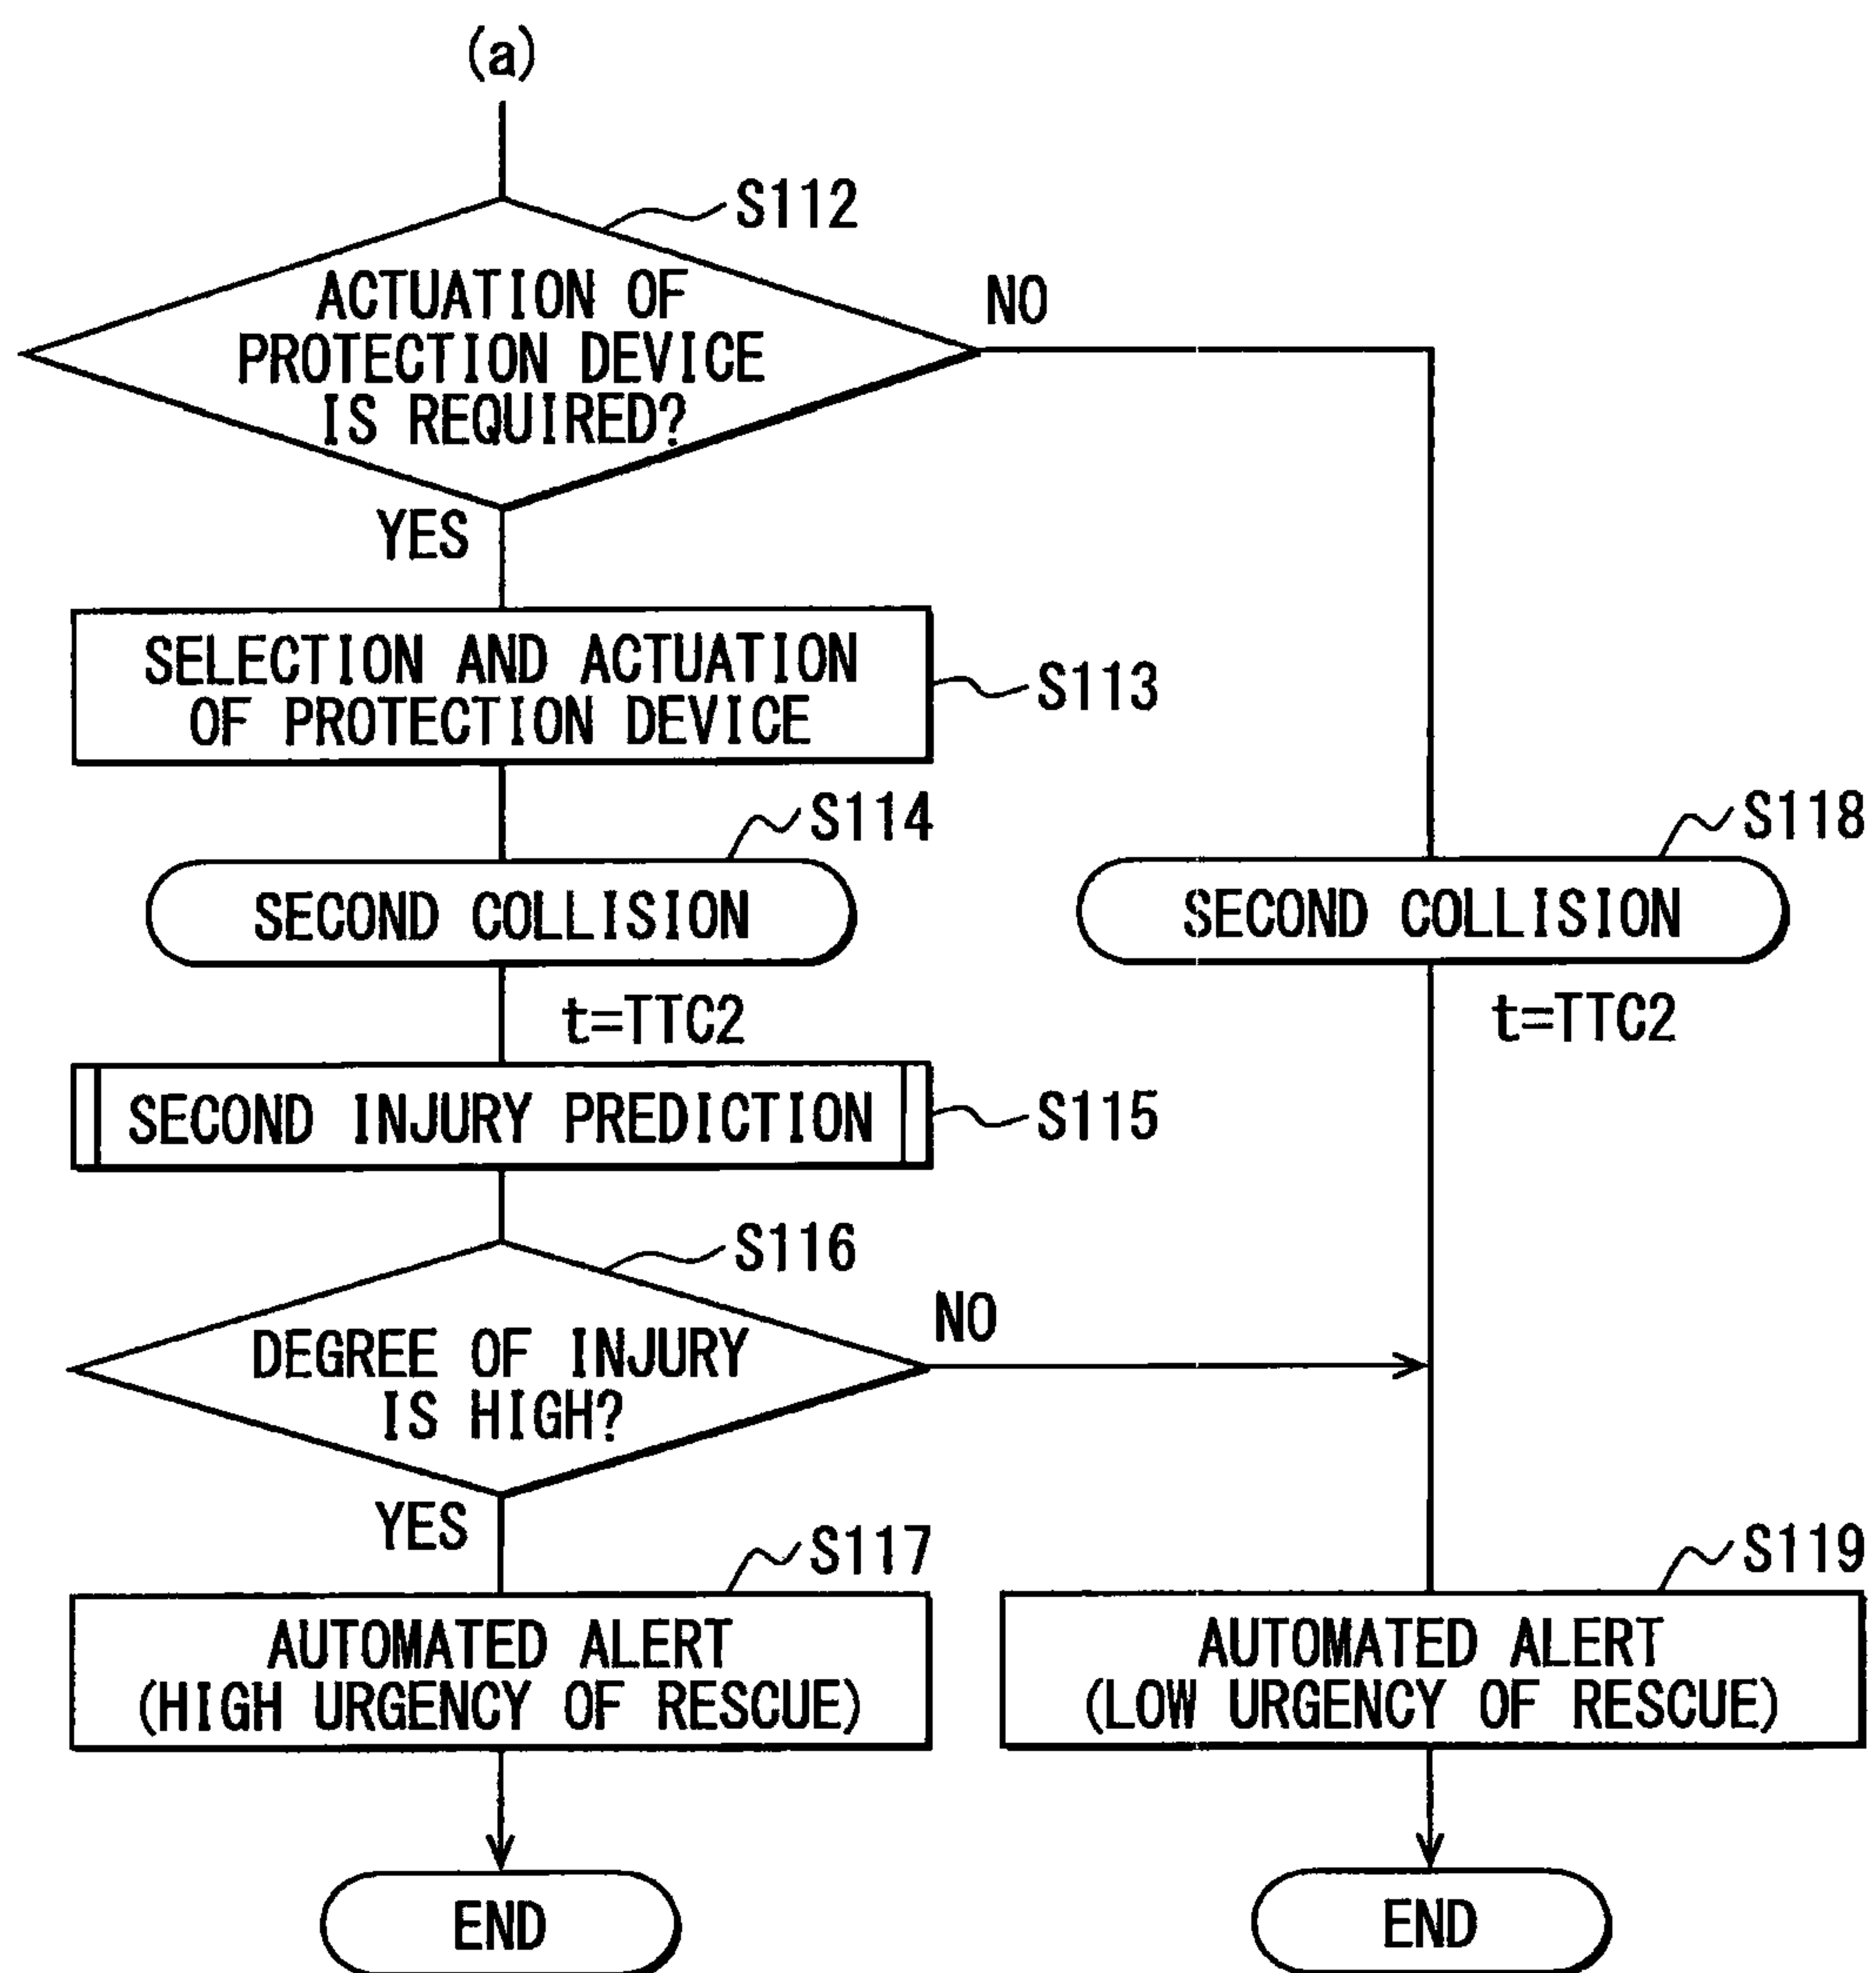 (a)
S112
ACTUATION OF
PROTECTION DEVICE
IS REQUIRED?
NO
YES
SELECTION AND ACTUATION
OF PROTECTION DEVICE
S113
S114
S118
SECOND COLLISION
SECOND COLLISION
t=TTC2
t=TTC2
SECOND INJURY PREDICTION
S115
S116
DEGREE OF INJURY
IS HIGH?
NO
YES
S117
S119
AUTOMATED ALERT
(HIGH URGENCY OF RESCUE)
AUTOMATED ALERT
(LOW URGENCY OF RESCUE)
END
END